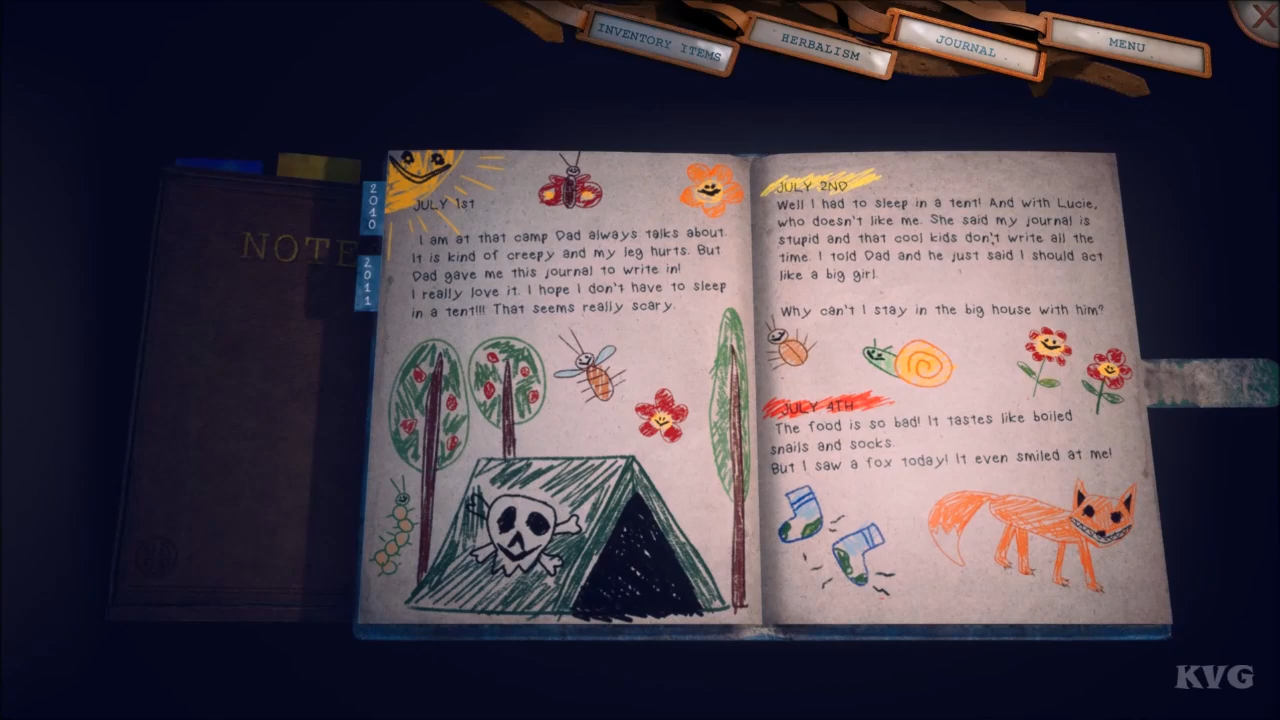 INVENTORY ITEMS
HERBALISM
JOURNAL
MENU
NOTE
2010
2011
JULY 1st
I am at that camp Dad always talks about.
It is kind of creepy and my leg hurts. But
Dad gave me this journal to write in!
I really love it. I hope I don't have to sleep
in a tent!!! That seems really scary.
JULY 2ND
Well I had to sleep in a tent! And with Lucie,
who doesn't like me. She said my journal is
stupid and that cool kids don't write all the
time. I told Dad and he just said I should act
like a big girl.
Why can't I stay in the big house with him?
JULY 4TH
The food is so bad! It tastes like boiled
snails and socks.
But I saw a fox today! It even smiled at me!
KVG